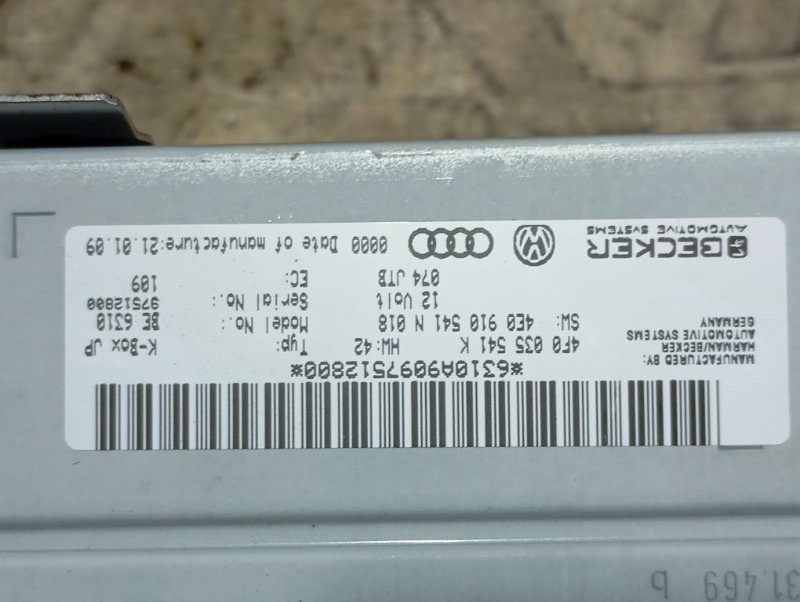 *6310A9097512800*
MANUFACTURED BY:
HARMAN/BECKER
AUTOMOTIVE SYSTEMS
GERMANY
4F0 035 541 K HW: 42 Typ: K-Box JP
SW: 4E0 910 541 N 018 Model No.: BE 6310
12 Volt Serial No.: 97512800
074 JTB EC: 109
BECKER
AUTOMOTIVE SYSTEMS
0000 Date of manufacture:21.01.09
31.469 b